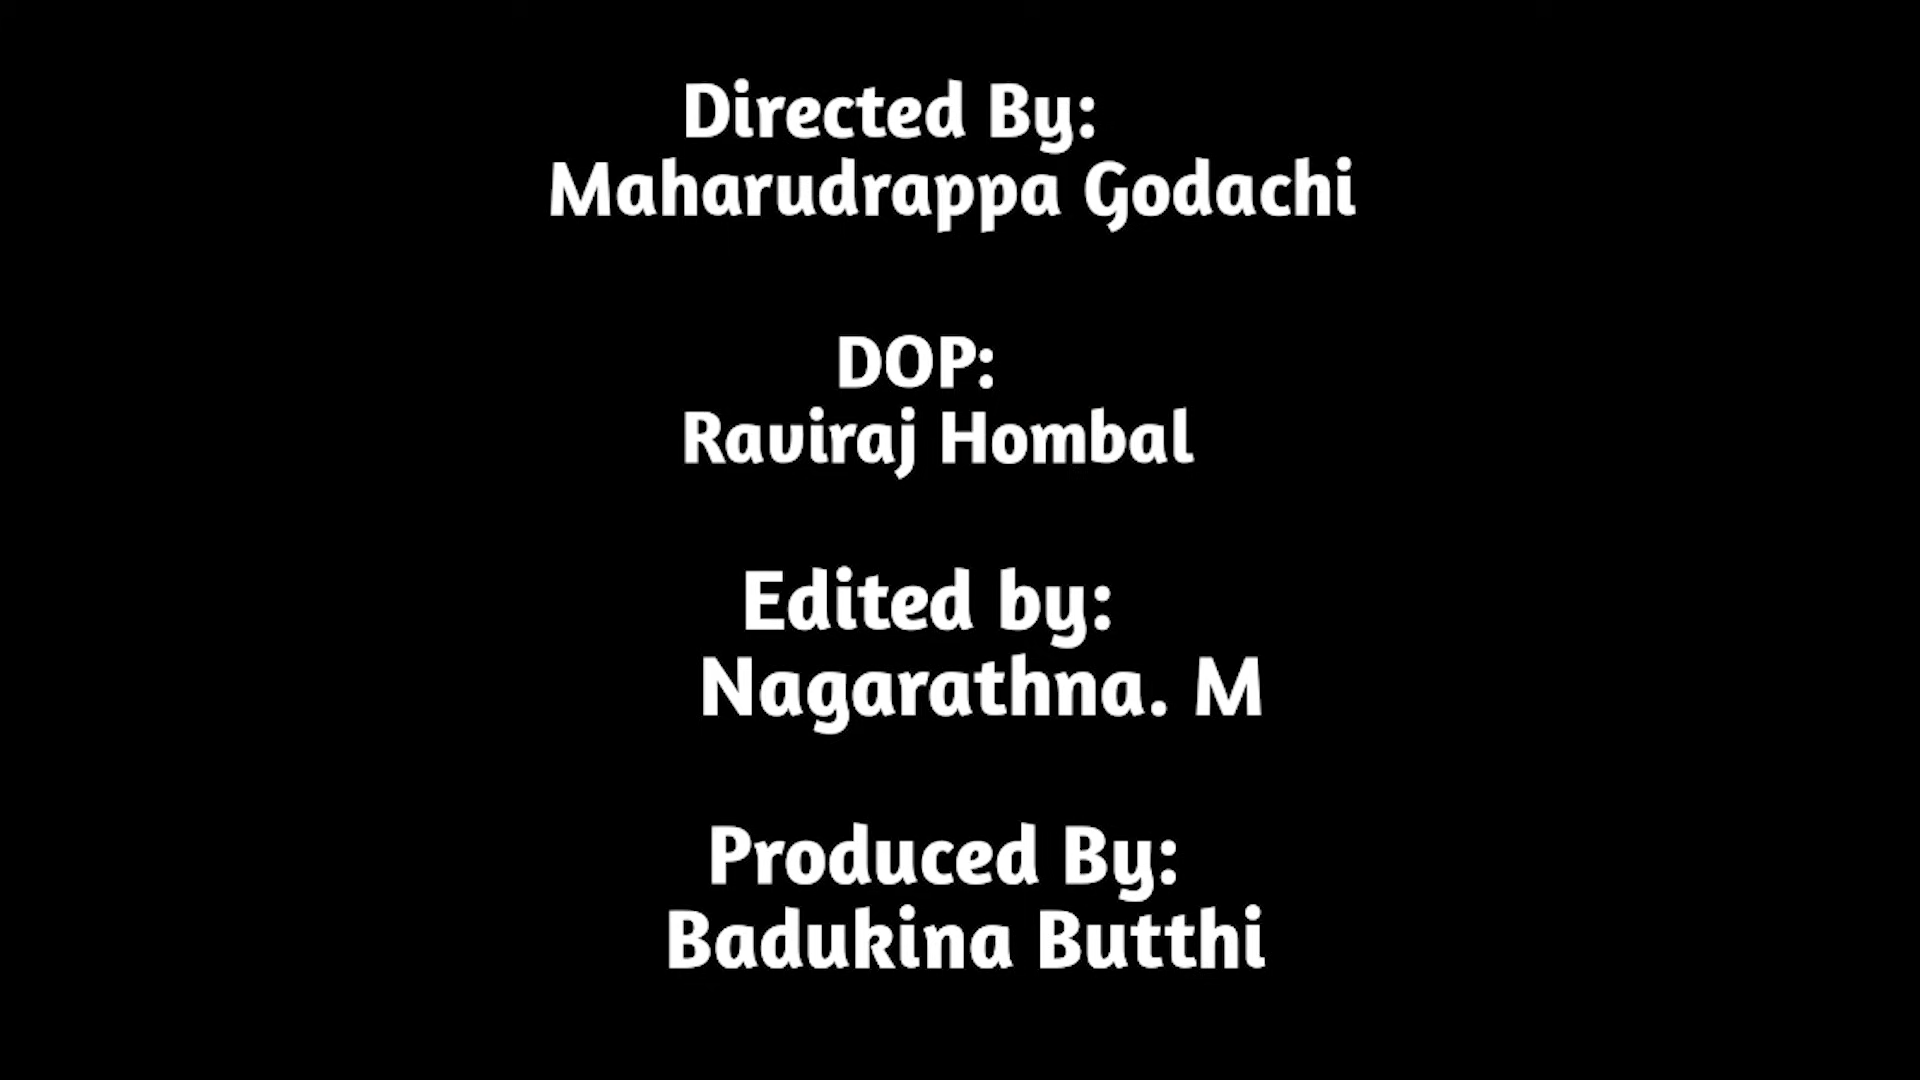 Directed By:
Maharudrappa Godachi
DOP:
Raviraj Hombal
Edited by:
Nagarathna. M
Produced By:
Badukina Butthi